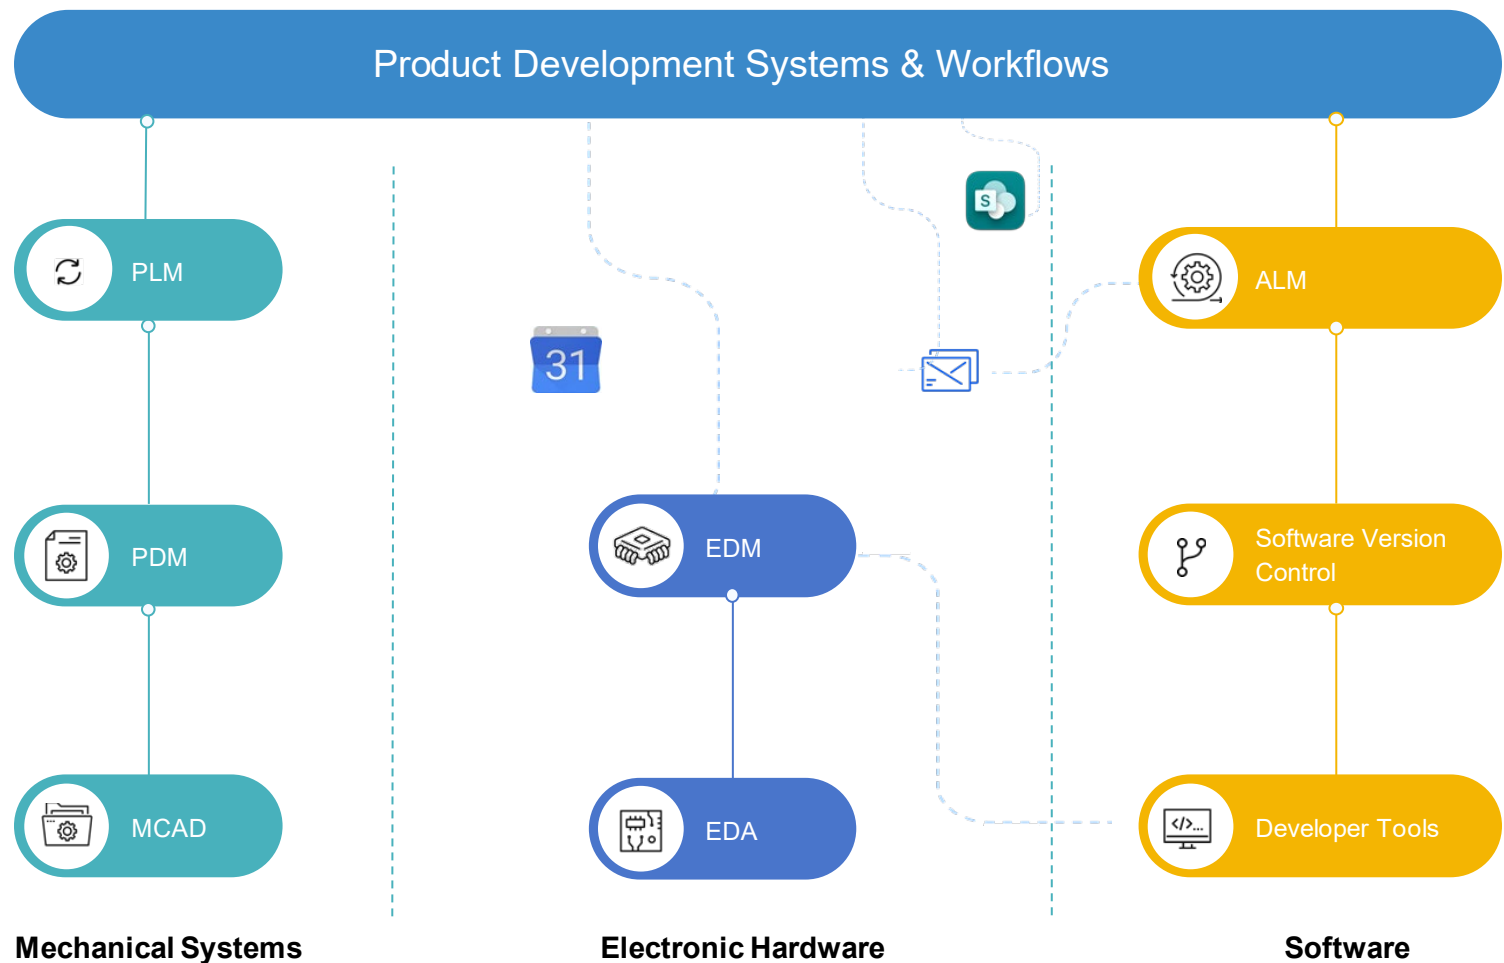 Product Development Systems & Workflows
S
PLM
ALM
31
PDM
EDM
Software Version
Control
MCAD
EDA
</>...
Developer Tools
Mechanical Systems
Electronic Hardware
Software